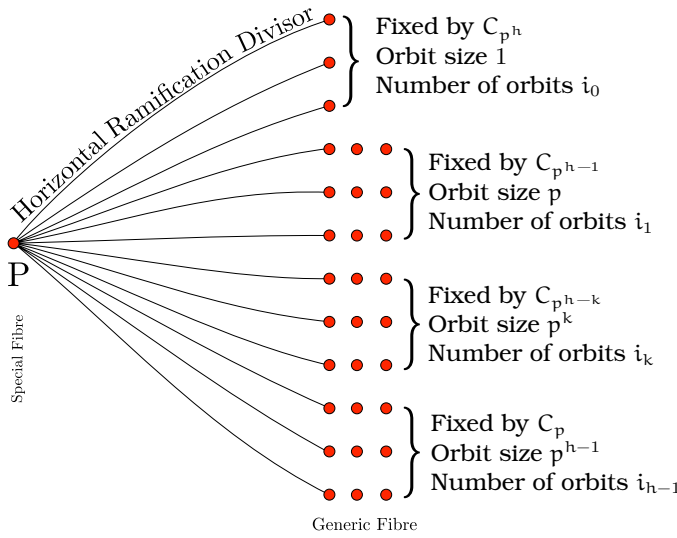 Horizontal Ramification Divisor
Fixed by C_{p^h}
Orbit size 1
Number of orbits i_0
Fixed by C_{p^{h-1}}
Orbit size p
Number of orbits i_1
P
Special Fibre
Fixed by C_{p^{h-k}}
Orbit size p^k
Number of orbits i_k
Fixed by C_p
Orbit size p^{h-1}
Number of orbits i_{h-1}
Generic Fibre